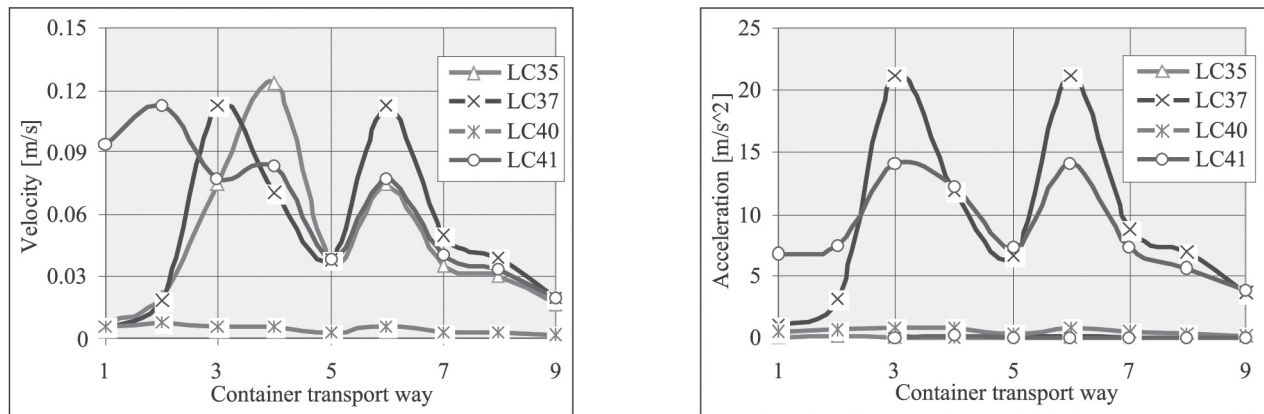 0.15
0.12
0.09
0.06
0.03
0
Velocity [m/s]
LC35
LC37
LC40
LC41
1 3 5 7 9
Container transport way
25
20
15
10
5
0
Acceleration [m/s^2]
LC35
LC37
LC40
LC41
1 3 5 7 9
Container transport way